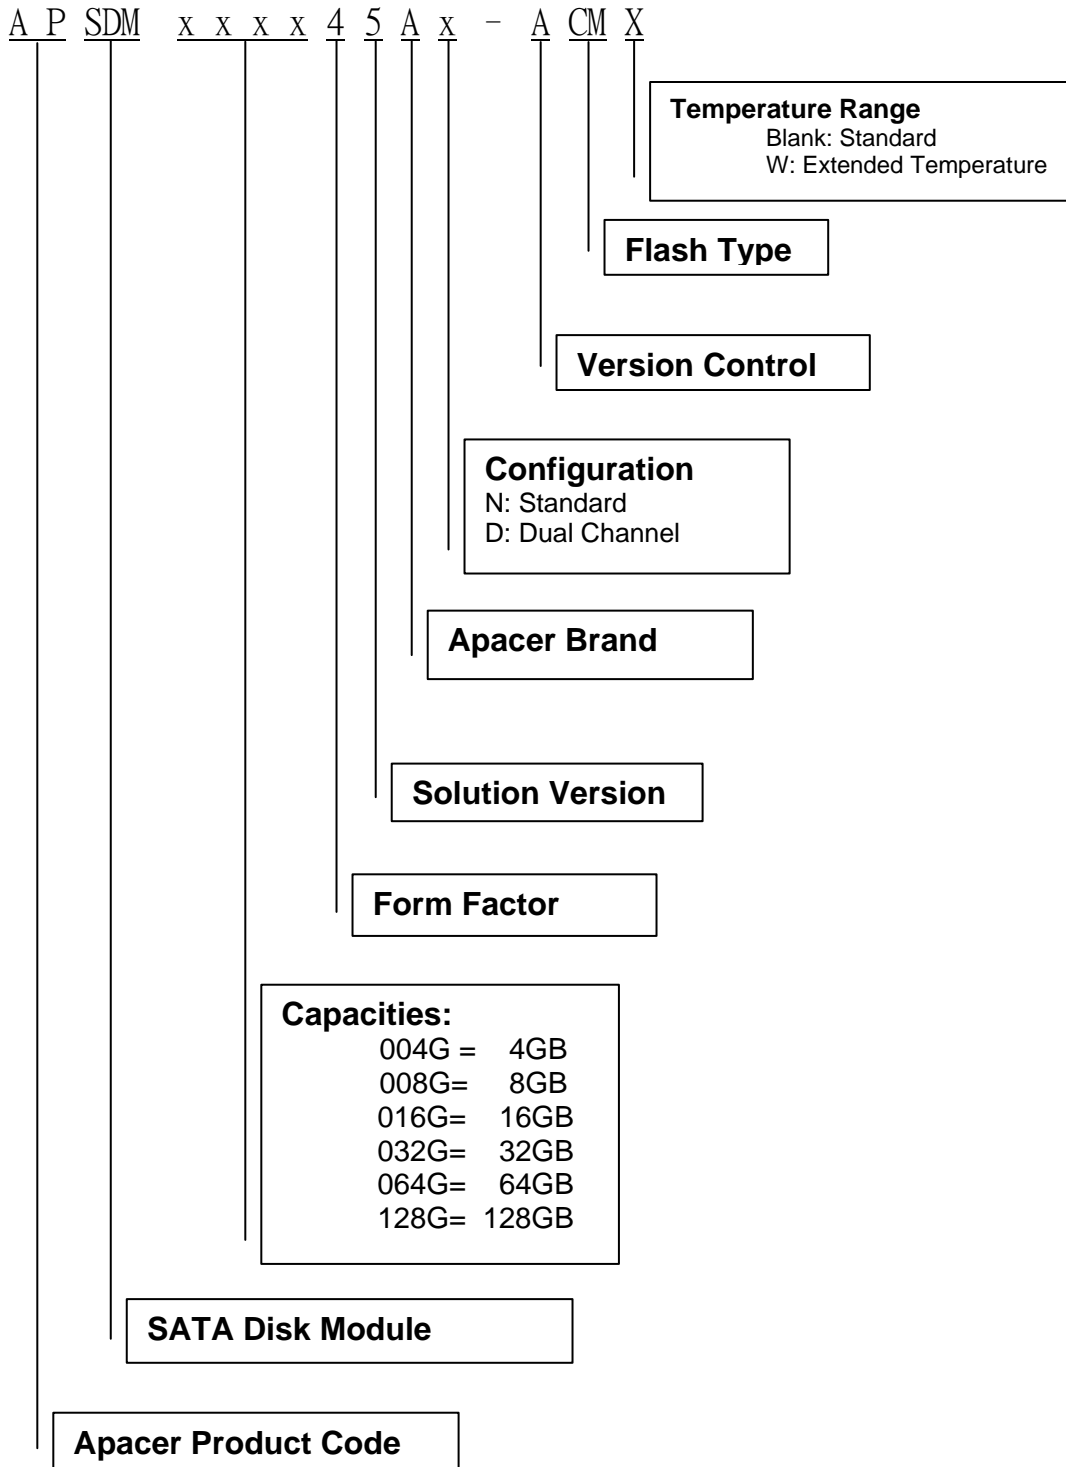 A P SDM x x x x 4 5 A x - A CM X
Temperature Range
Blank: Standard
W: Extended Temperature
Flash Type
Version Control
Configuration
N: Standard
D: Dual Channel
Apacer Brand
Solution Version
Form Factor
Capacities:
004G = 4GB
008G= 8GB
016G= 16GB
032G= 32GB
064G= 64GB
128G= 128GB
SATA Disk Module
Apacer Product Code